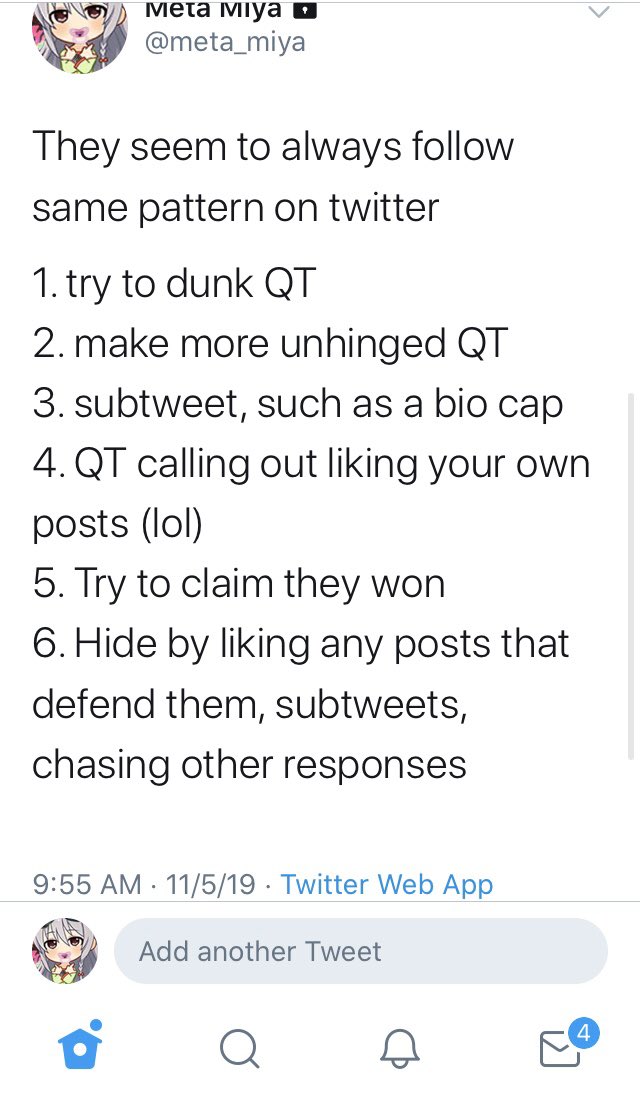 Meta Miya
@meta_miya
They seem to always follow
same pattern on twitter
1. try to dunk QT
2. make more unhinged QT
3. subtweet, such as a bio cap
4. QT calling out liking your own
posts (lol)
5. Try to claim they won
6. Hide by liking any posts that
defend them, subtweets,
chasing other responses
9:55 AM · 11/5/19 · Twitter Web App
Add another Tweet
4